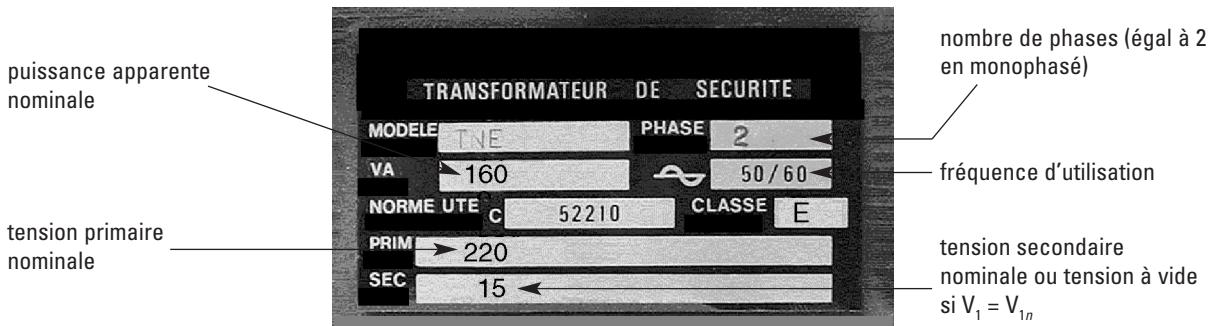 puissance apparente
nominale
tension primaire
nominale
TRANSFORMATEUR DE SECURITE
MODELE TNE PHASE 2
VA 160 50/60
NORME UTE C 52210 CLASSE E
PRIM 220
SEC 15
nombre de phases (égal à 2
en monophasé)
fréquence d'utilisation
tension secondaire
nominale ou tension à vide
si V₁ = V₁ₙ